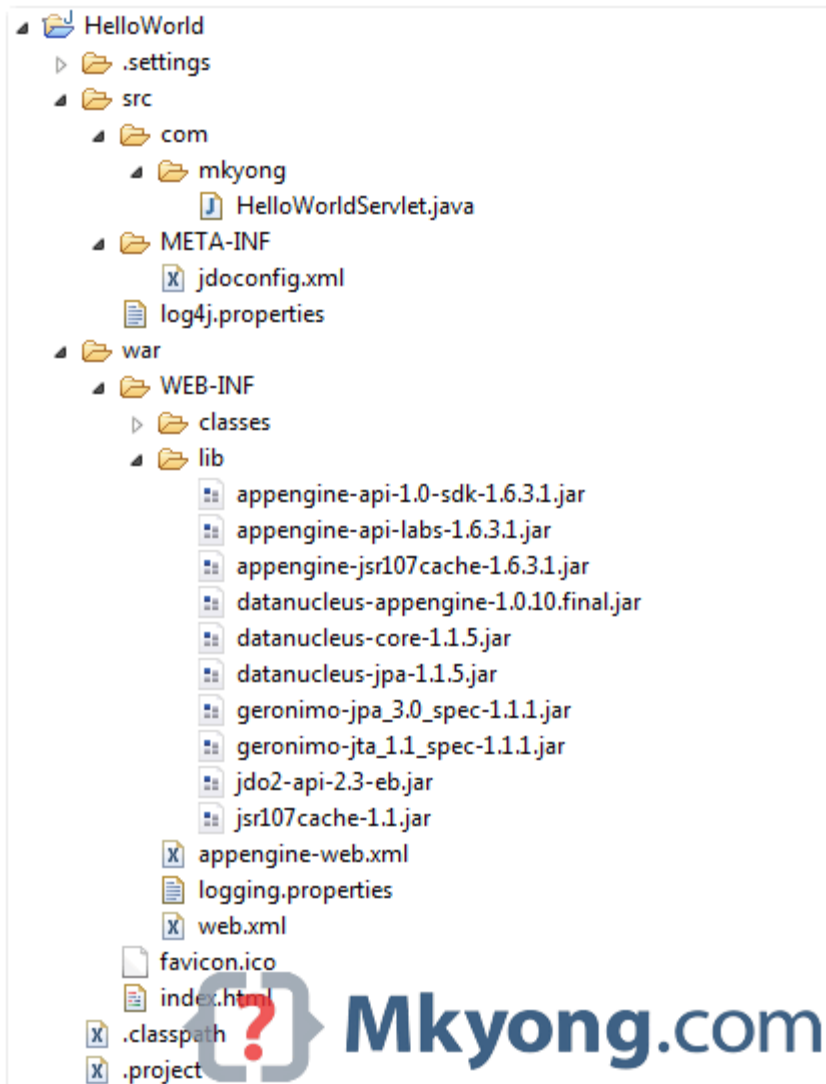 HelloWorld
.settings
src
com
mkyong
HelloWorldServlet.java
META-INF
jdoconfig.xml
log4j.properties
war
WEB-INF
classes
lib
appengine-api-1.0-sdk-1.6.3.1.jar
appengine-api-labs-1.6.3.1.jar
appengine-jsr107cache-1.6.3.1.jar
datanucleus-appengine-1.0.10.final.jar
datanucleus-core-1.1.5.jar
datanucleus-jpa-1.1.5.jar
geronimo-jpa_3.0_spec-1.1.1.jar
geronimo-jta_1.1_spec-1.1.1.jar
jdo2-api-2.3-eb.jar
jsr107cache-1.1.jar
appengine-web.xml
logging.properties
web.xml
favicon.ico
index.html
.classpath
.project
{?} Mkyong.com